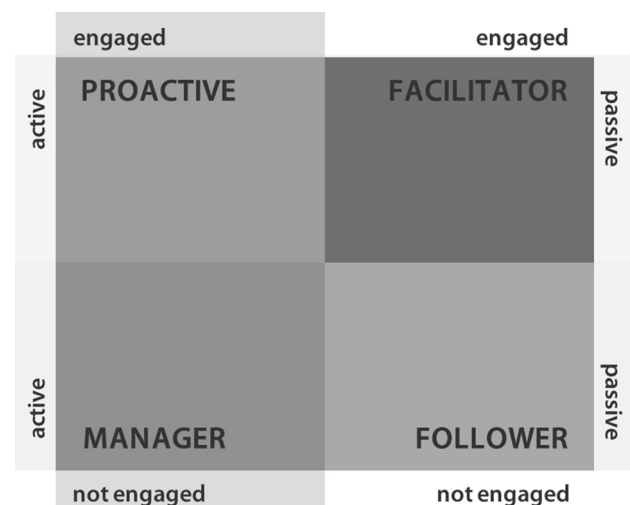 engaged
engaged
active
PROACTIVE
FACILITATOR
passive
active
MANAGER
FOLLOWER
passive
not engaged
not engaged